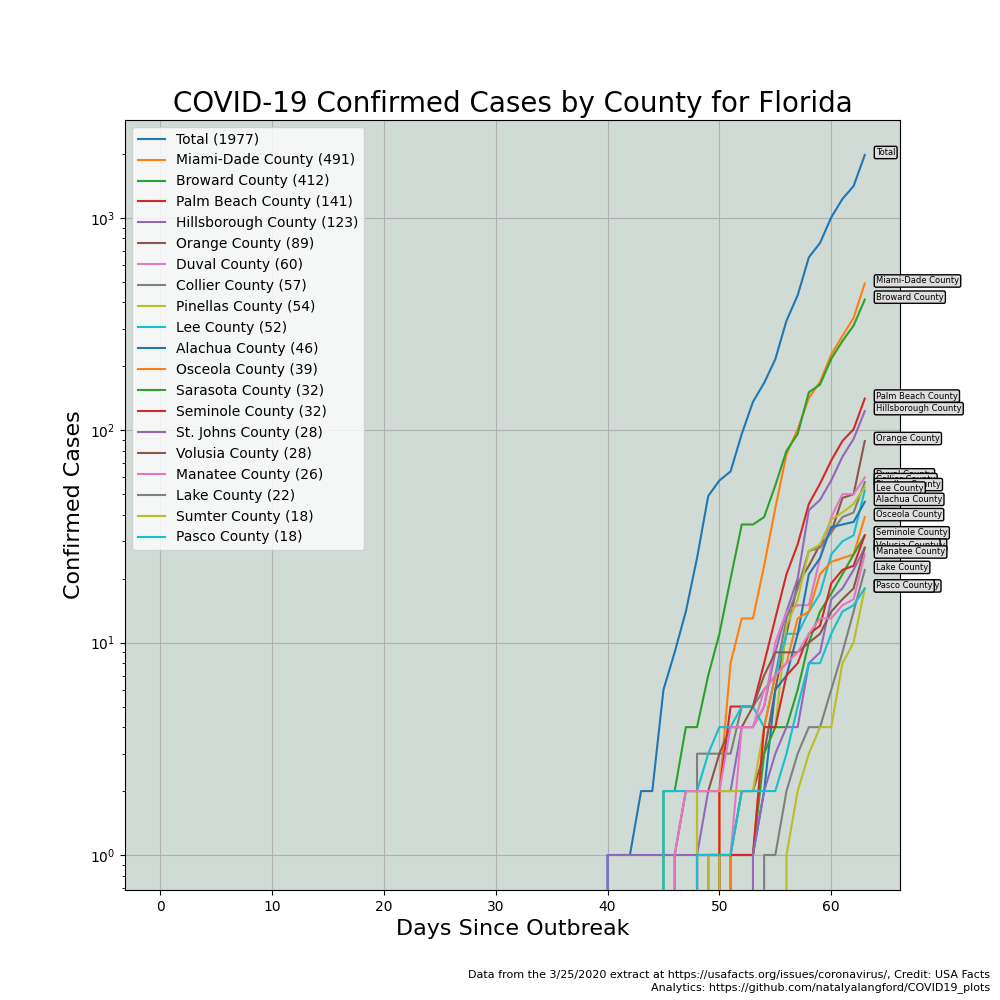 COVID-19 Confirmed Cases by County for Florida
Confirmed Cases
10³
10²
10¹
10⁰
Total (1977)
Miami-Dade County (491)
Broward County (412)
Palm Beach County (141)
Hillsborough County (123)
Orange County (89)
Duval County (60)
Collier County (57)
Pinellas County (54)
Lee County (52)
Alachua County (46)
Osceola County (39)
Sarasota County (32)
Seminole County (32)
St. Johns County (28)
Volusia County (28)
Manatee County (26)
Lake County (22)
Sumter County (18)
Pasco County (18)
Total
Miami-Dade County
Broward County
Palm Beach County
Hillsborough County
Orange County
Duval County
Collier County
County
Lee County
Alachua County
Osceola County
Seminole County
Volusia County
Manatee County
Lake County
Pasco County
0 10 20 30 40 50 60
Days Since Outbreak
Data from the 3/25/2020 extract at https://usafacts.org/issues/coronavirus/, Credit: USA Facts
Analytics: https://github.com/natalyalangford/COVID19_plots